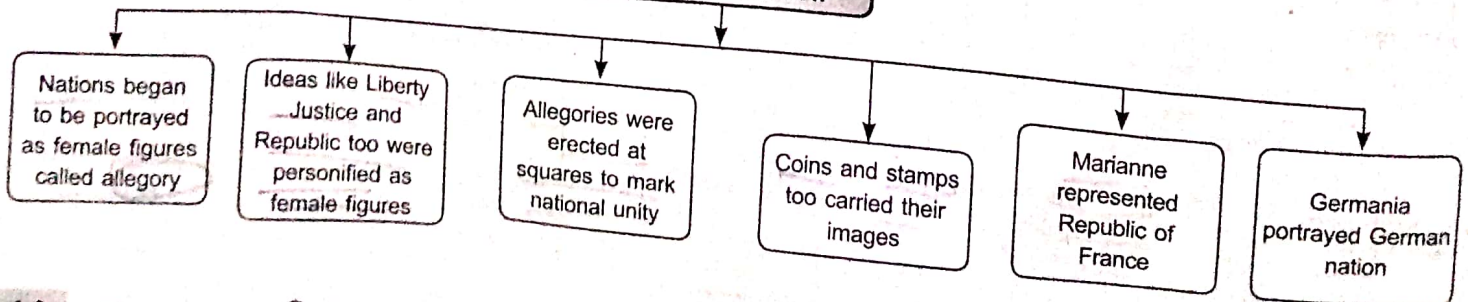 Nations began
to be portrayed
as female figures
called allegory
Ideas like Liberty
Justice and
Republic too were
personified as
female figures
Allegories were
erected at
squares to mark
national unity
Coins and stamps
too carried their
images
Marianne
represented
Republic of
France
Germania
portrayed German
nation